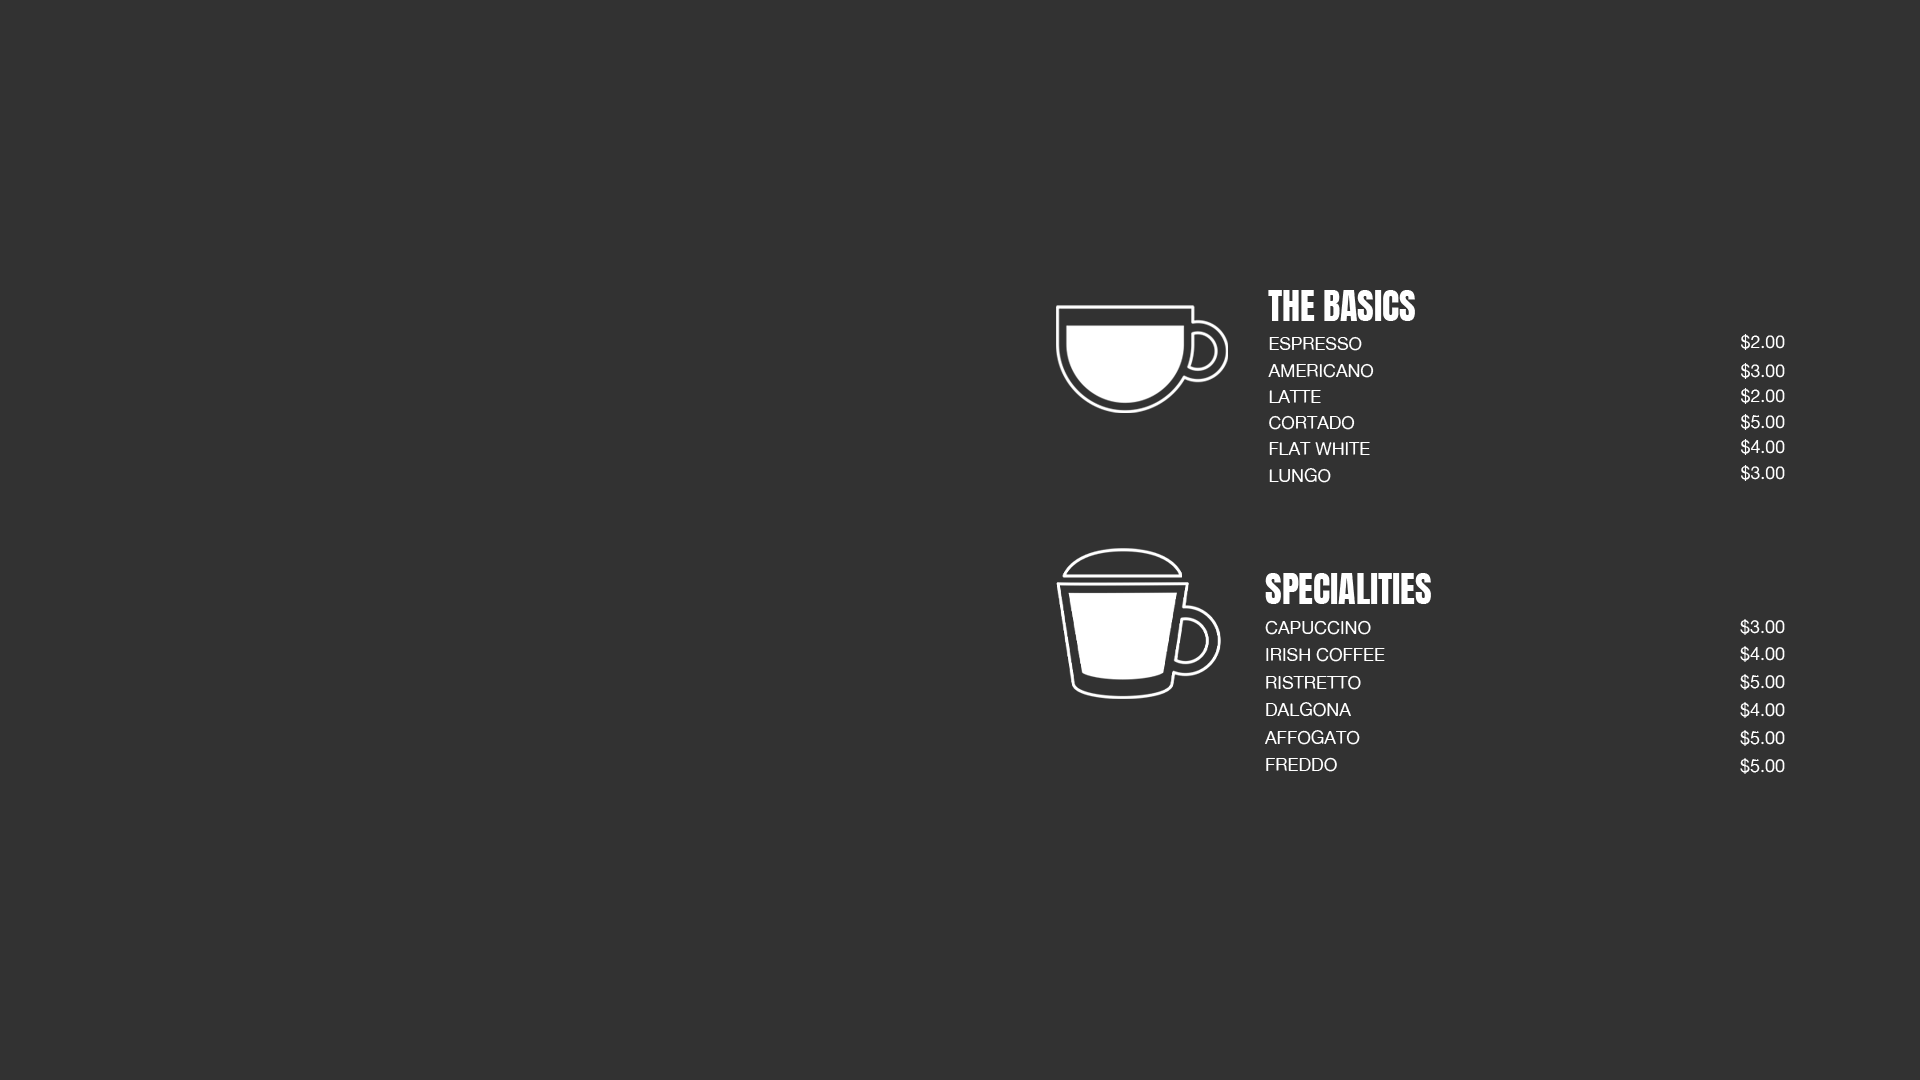 THE BASICS
ESPRESSO $2.00
AMERICANO $3.00
LATTE $2.00
CORTADO $5.00
FLAT WHITE $4.00
LUNGO $3.00
SPECIALITIES
CAPUCCINO $3.00
IRISH COFFEE $4.00
RISTRETTO $5.00
DALGONA $4.00
AFFOGATO $5.00
FREDDO $5.00